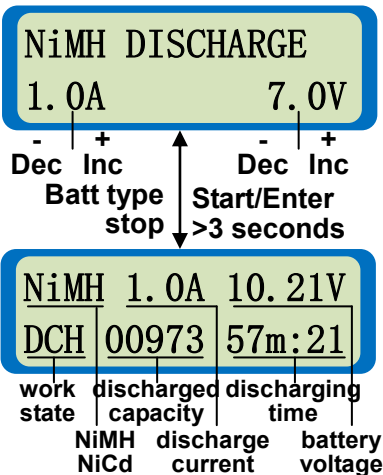 NiMH DISCHARGE
1.0A 7.0V
- + - +
Dec Inc Dec Inc
Batt type Start/Enter
stop >3 seconds
NiMH 1.0A 10.21V
DCH 00973 57m:21
work discharged discharging
state capacity time
NiMH discharge battery
NiCd current voltage